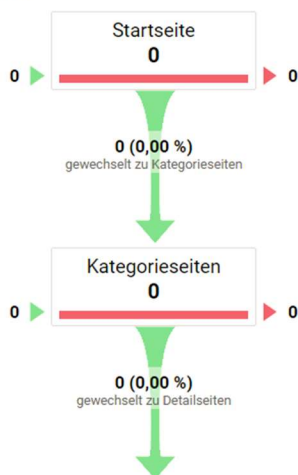 Startseite
0
0
0
0 (0,00 %)
gewechselt zu Kategorieseiten
Kategorieseiten
0
0
0
0 (0,00 %)
gewechselt zu Detailseiten